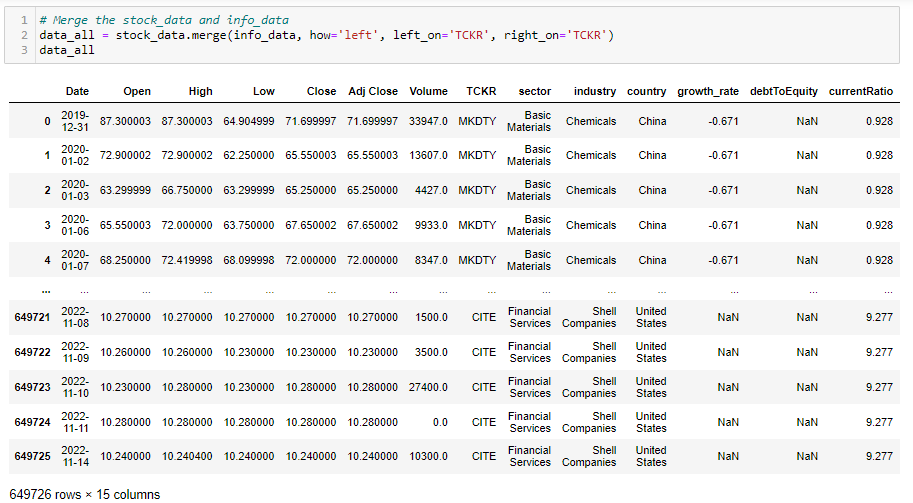 1 # Merge the stock_data and info_data
2 data_all = stock_data.merge(info_data, how='left', left_on='TCKR', right_on='TCKR')
3 data_all
Date Open High Low Close Adj Close Volume TCKR sector industry country growth_rate debtToEquity currentRatio
0 2019-12-31 87.300003 87.300003 64.904999 71.699997 71.699997 33947.0 MKDTY Basic Materials Chemicals China -0.671 NaN 0.928
1 2020-01-02 72.900002 72.900002 62.250000 65.550003 65.550003 13607.0 MKDTY Basic Materials Chemicals China -0.671 NaN 0.928
2 2020-01-03 63.299999 66.750000 63.299999 65.250000 65.250000 4427.0 MKDTY Basic Materials Chemicals China -0.671 NaN 0.928
3 2020-01-06 65.550003 72.000000 63.750000 67.650002 67.650002 9933.0 MKDTY Basic Materials Chemicals China -0.671 NaN 0.928
4 2020-01-07 68.250000 72.419998 68.099998 72.000000 72.000000 8347.0 MKDTY Basic Materials Chemicals China -0.671 NaN 0.928
... ... ... ... ... ... ... ... ... ... ... ... ... ... ...
649721 2022-11-08 10.270000 10.270000 10.270000 10.270000 10.270000 1500.0 CITE Financial Services Shell Companies United States NaN NaN 9.277
649722 2022-11-09 10.260000 10.260000 10.230000 10.230000 10.230000 3500.0 CITE Financial Services Shell Companies United States NaN NaN 9.277
649723 2022-11-10 10.230000 10.280000 10.230000 10.280000 10.280000 27400.0 CITE Financial Services Shell Companies United States NaN NaN 9.277
649724 2022-11-11 10.280000 10.280000 10.280000 10.280000 10.280000 0.0 CITE Financial Services Shell Companies United States NaN NaN 9.277
649725 2022-11-14 10.240000 10.240400 10.240000 10.240000 10.240000 10300.0 CITE Financial Services Shell Companies United States NaN NaN 9.277
649726 rows × 15 columns